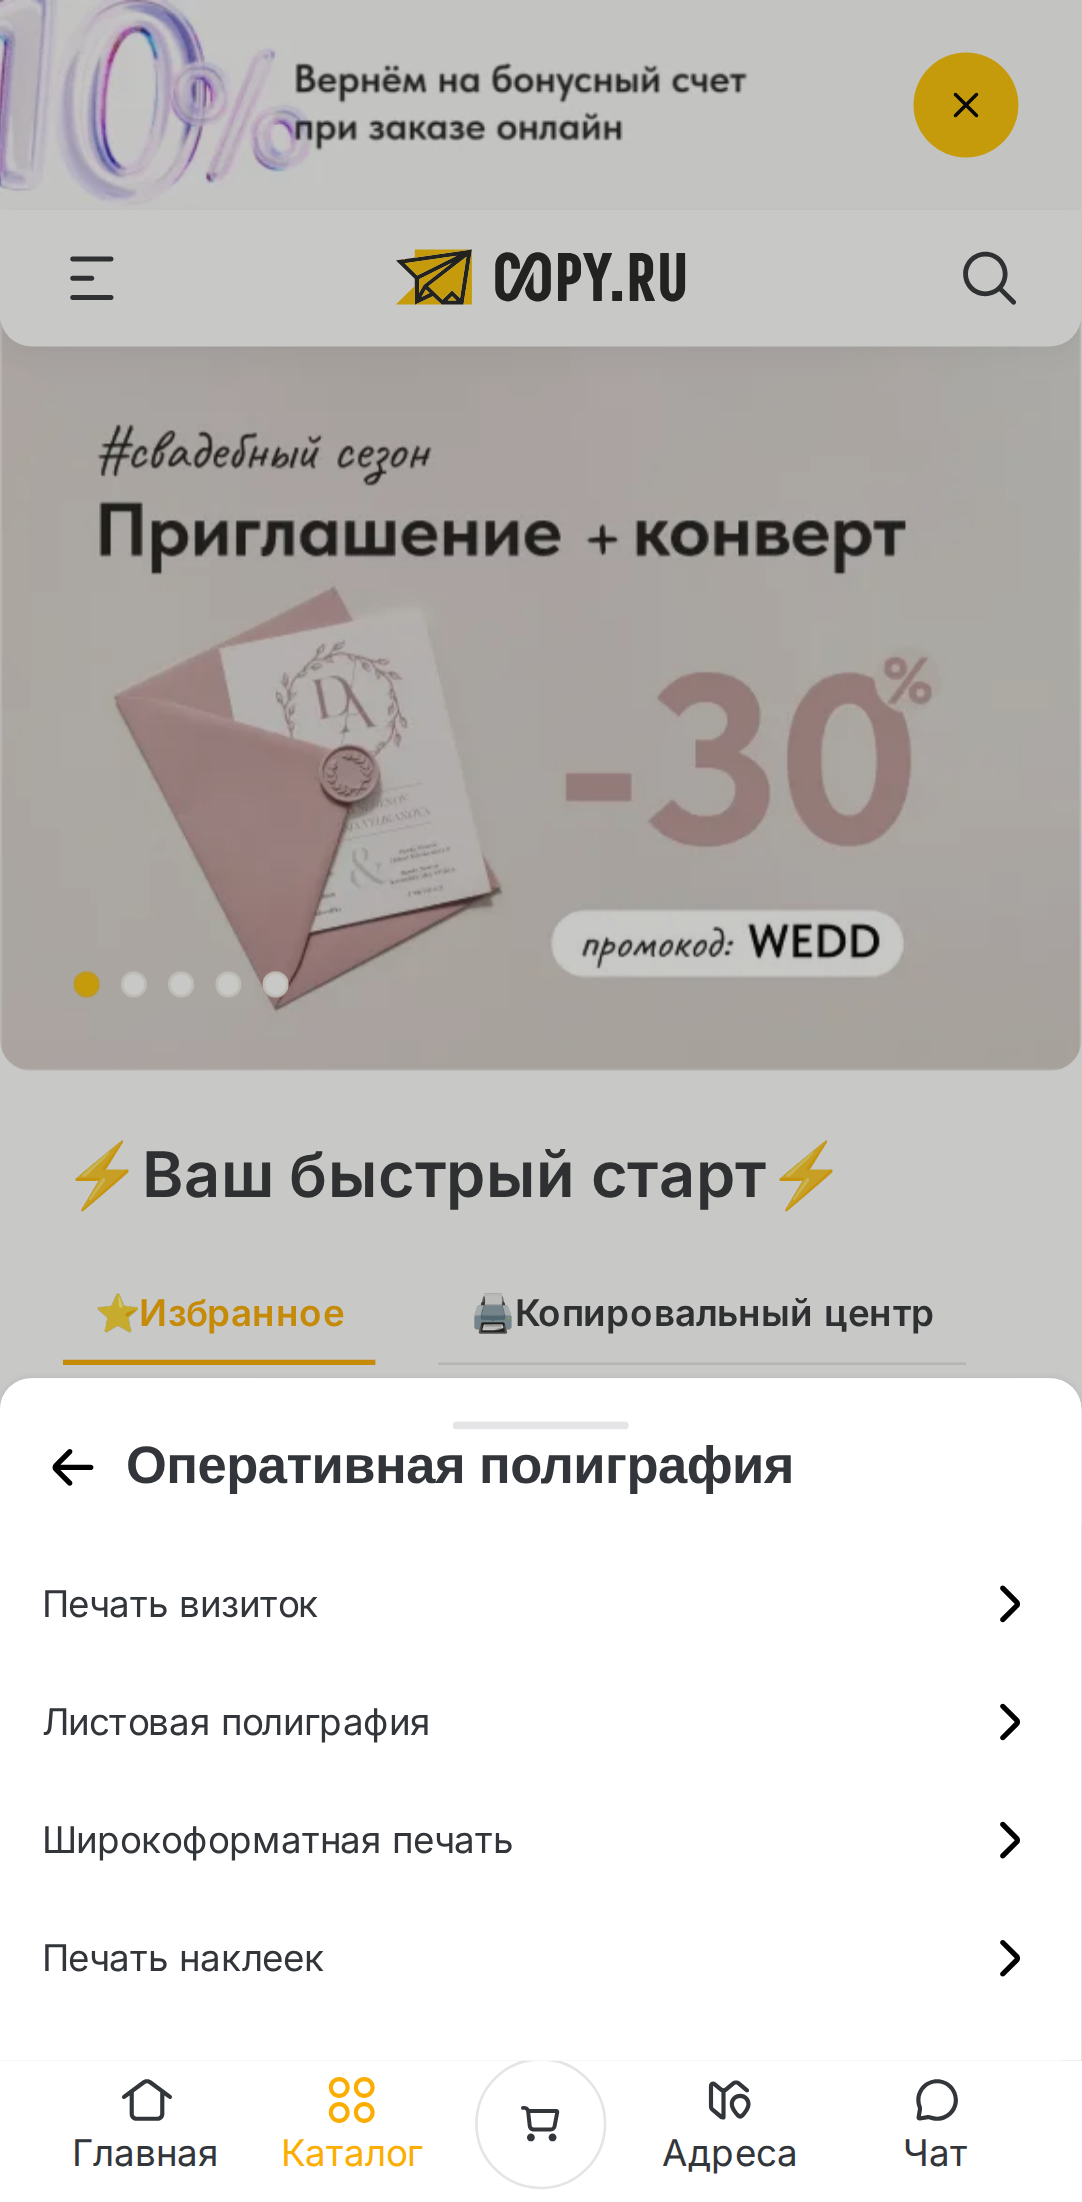 10%
Вернём на бонусный счет
при заказе онлайн
COPY.RU
#свадебный сезон
Приглашение + конверт
DA
&
-30%
промокод: WEDD
⚡Ваш быстрый старт⚡
⭐Избранное
🖨️Копировальный центр
Оперативная полиграфия
Печать визиток
Листовая полиграфия
Широкоформатная печать
Печать наклеек
Главная
Каталог
Адреса
Чат